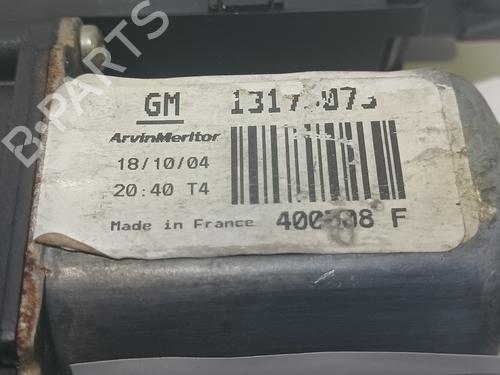 GM
ArvinMeritor
18/10/04
20:40 T4
Made in France
F
B-PARTS